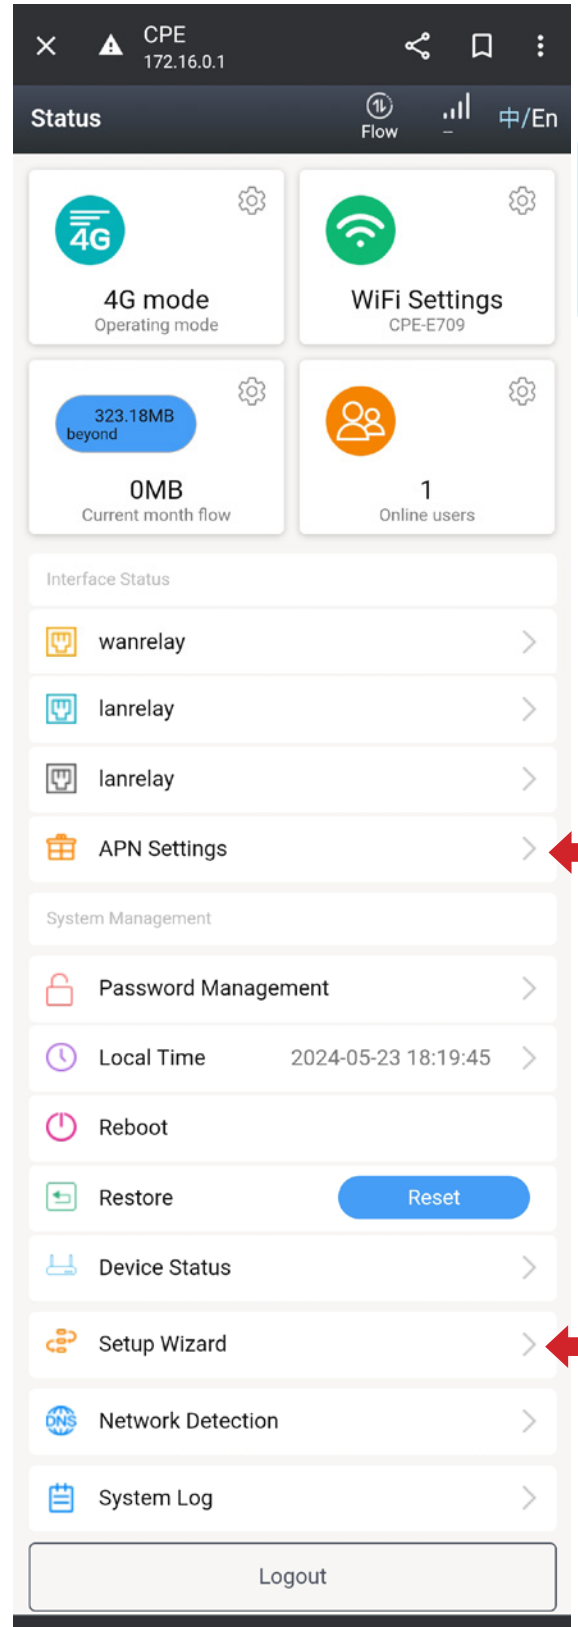 CPE
172.16.0.1
Status
Flow
中/En
4G
4G mode
Operating mode
WiFi Settings
CPE-E709
323.18MB
beyond
0MB
Current month flow
1
Online users
Interface Status
wanrelay
lanrelay
lanrelay
APN Settings
System Management
Password Management
Local Time 2024-05-23 18:19:45
Reboot
Restore Reset
Device Status
Setup Wizard
DNS Network Detection
System Log
Logout